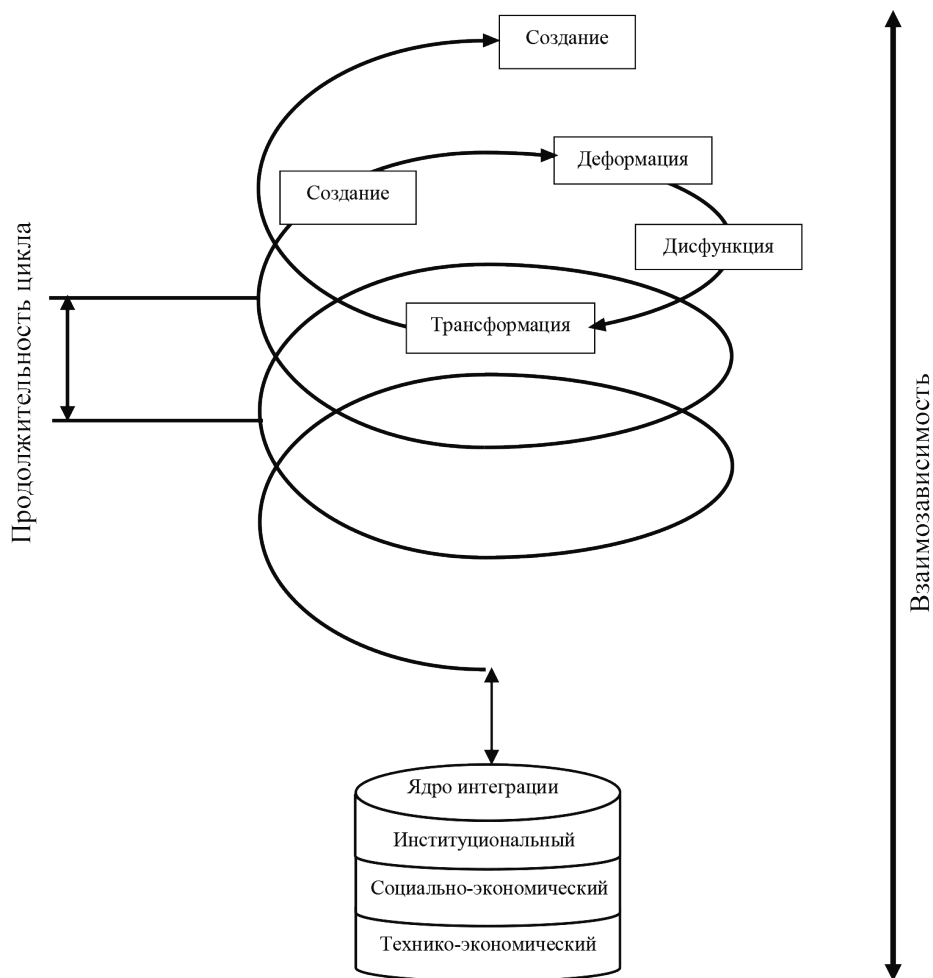 Создание
Деформация
Создание
Дисфункция
Трансформация
Продолжительность цикла
Взаимозависимость
Ядро интеграции
Институциональный
Социально-экономический
Технико-экономический